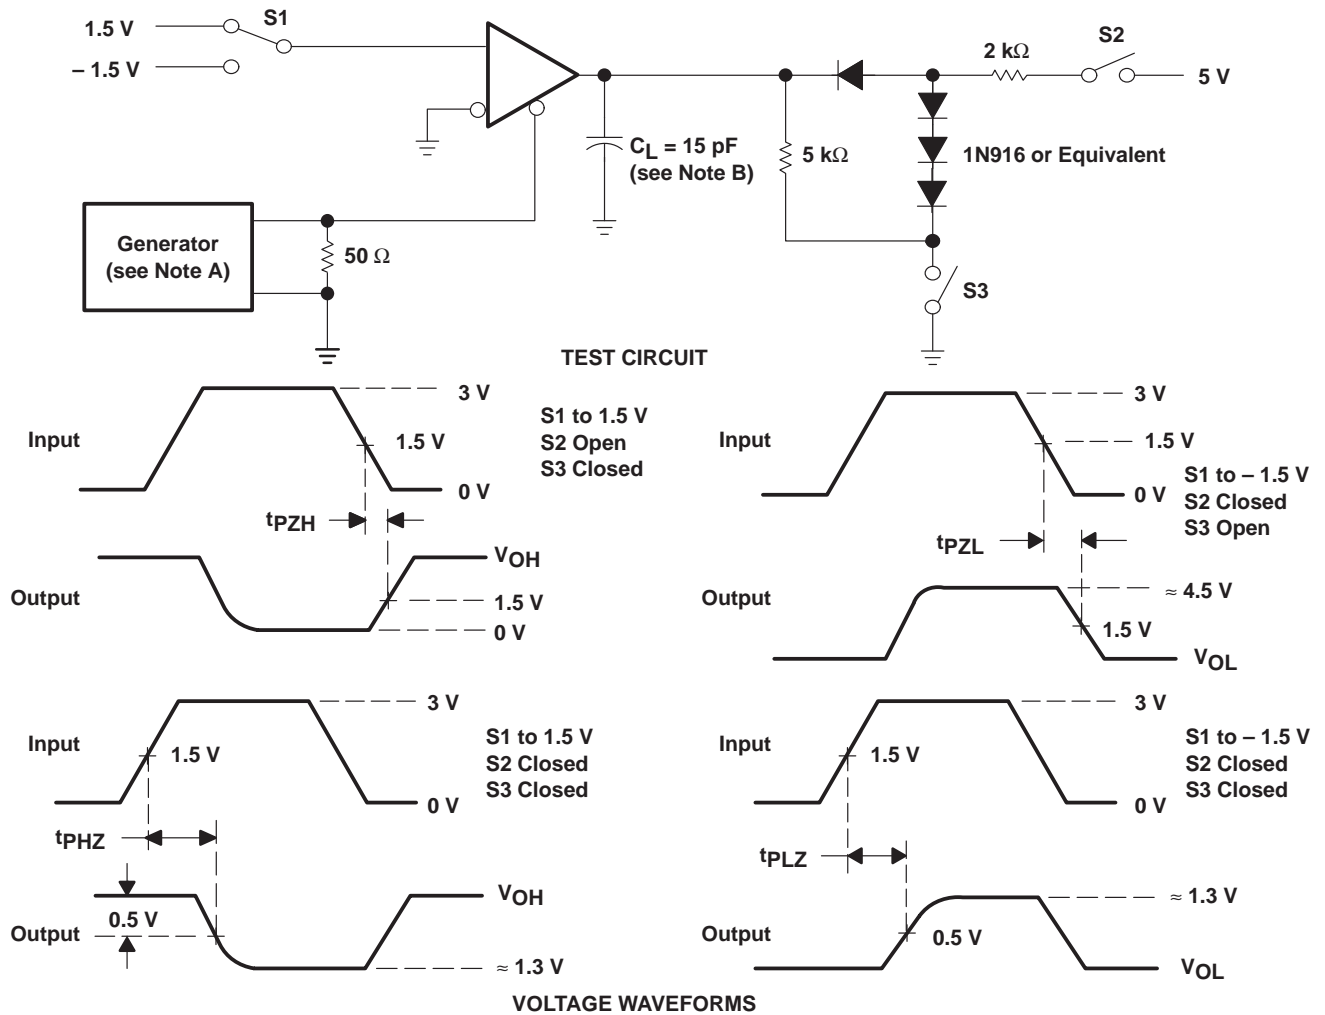 1.5 V
S1
– 1.5 V
2 kΩ
S2
5 V
CL = 15 pF
(see Note B)
5 kΩ
1N916 or Equivalent
Generator
(see Note A)
50 Ω
S3
TEST CIRCUIT
Input
3 V
1.5 V
0 V
S1 to 1.5 V
S2 Open
S3 Closed
tPZH
Output
VOH
1.5 V
0 V
Input
3 V
1.5 V
0 V
S1 to – 1.5 V
S2 Closed
S3 Open
tPZL
Output
≈ 4.5 V
1.5 V
VOL
Input
3 V
1.5 V
0 V
S1 to 1.5 V
S2 Closed
S3 Closed
tPHZ
Output
0.5 V
VOH
≈ 1.3 V
Input
3 V
1.5 V
0 V
S1 to – 1.5 V
S2 Closed
S3 Closed
tPLZ
Output
≈ 1.3 V
0.5 V
VOL
VOLTAGE WAVEFORMS